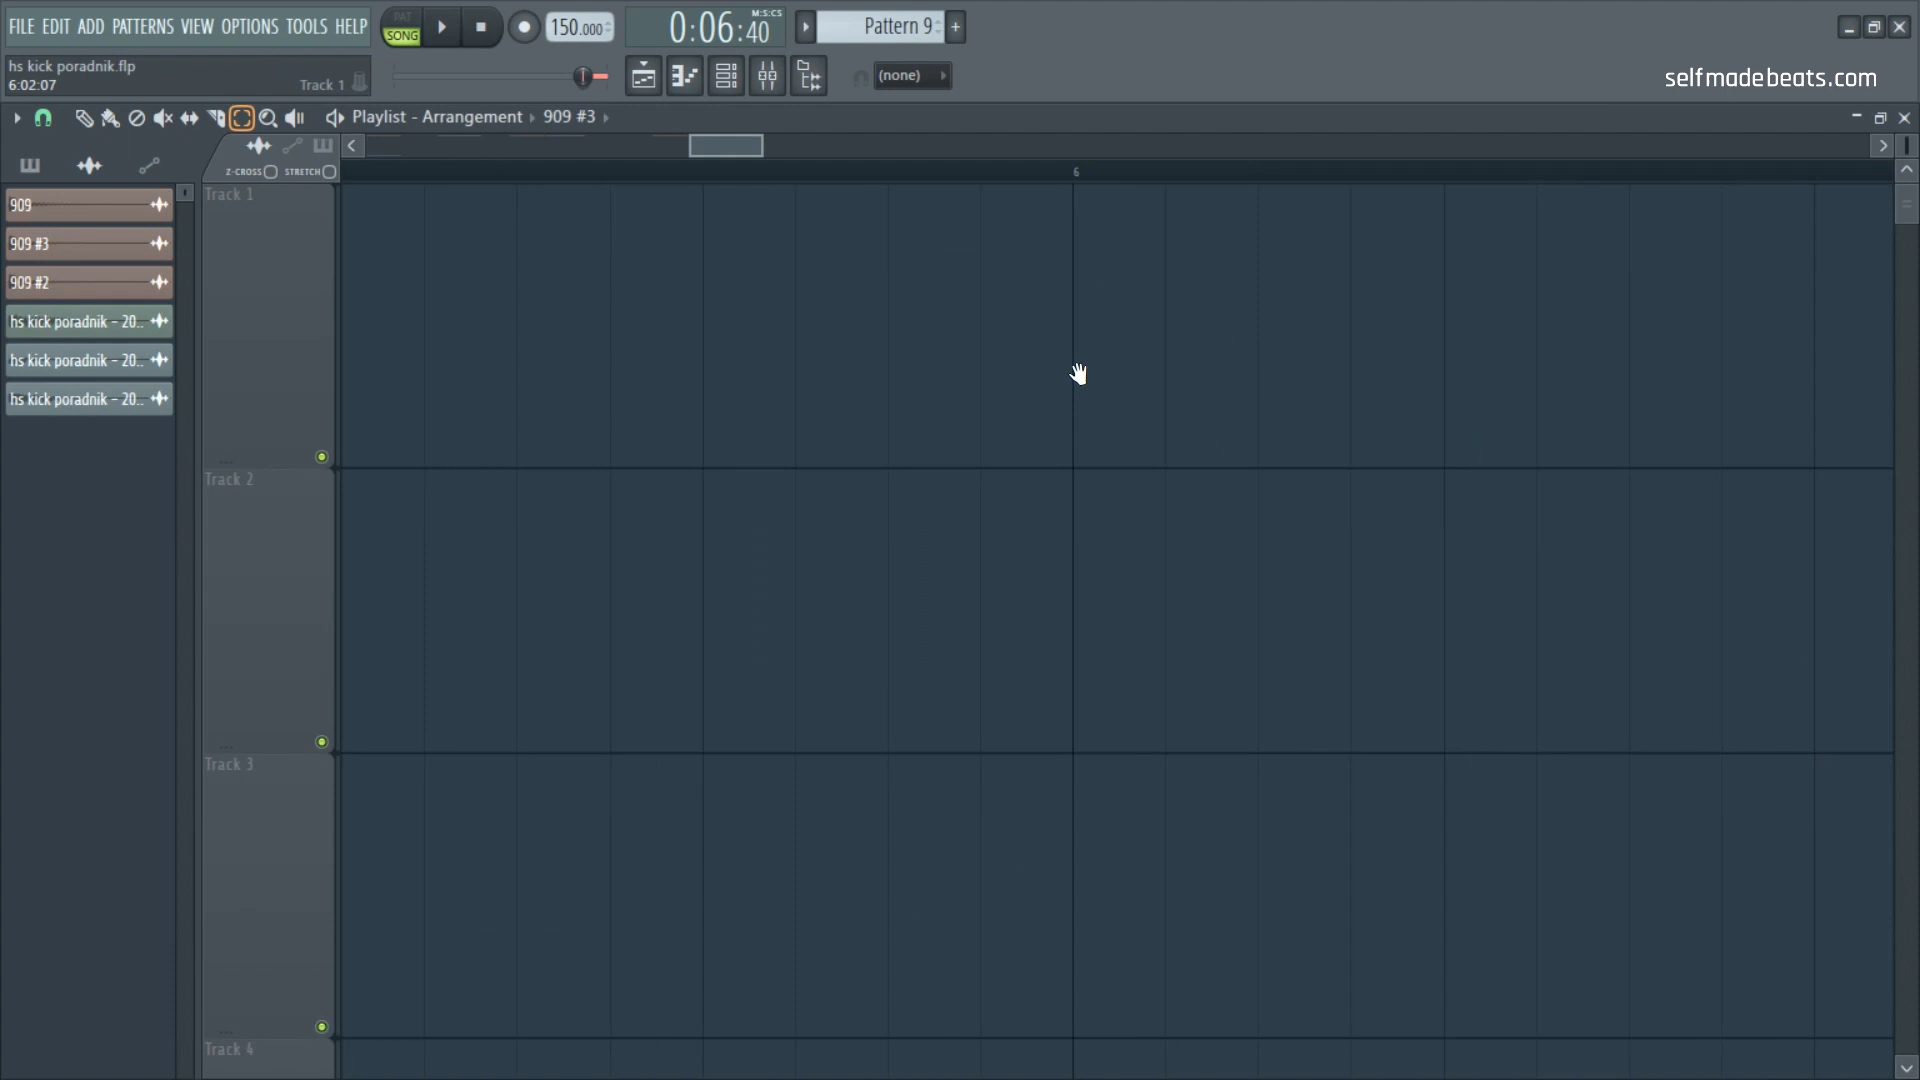 FILE EDIT ADD PATTERNS VIEW OPTIONS TOOLS HELP
PAT
SONG
150.000
M:S:CS
0:06:40
Pattern 9
+
hs kick poradnik.flp
6:02:07
Track 1
(none)
selfmadebeats.com
Playlist - Arrangement
909 #3
Z-CROSS
STRETCH
6
909
909 #3
909 #2
hs kick poradnik - 20..
hs kick poradnik - 20..
hs kick poradnik - 20..
Track 1
Track 2
Track 3
Track 4